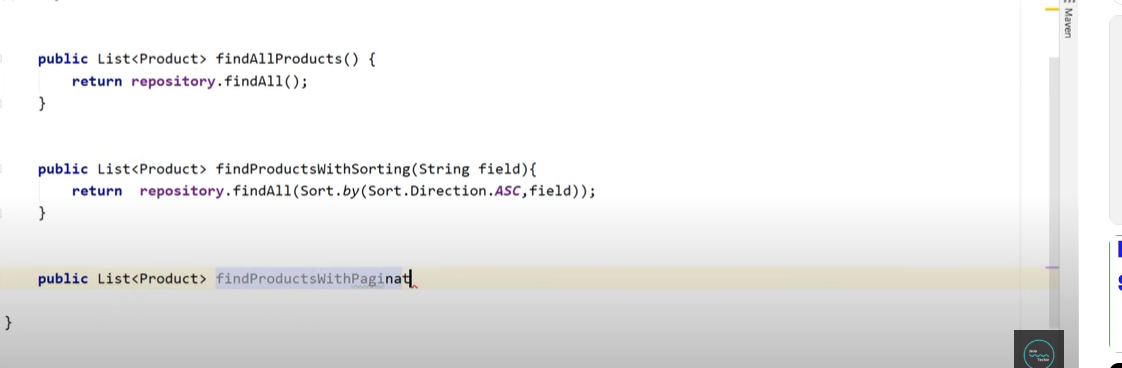 Maven
public List<Product> findAllProducts() {
return repository.findAll();
}
public List<Product> findProductsWithSorting(String field){
return  repository.findAll(Sort.by(Sort.Direction.ASC,field));
}
public List<Product> findProductsWithPaginat
}